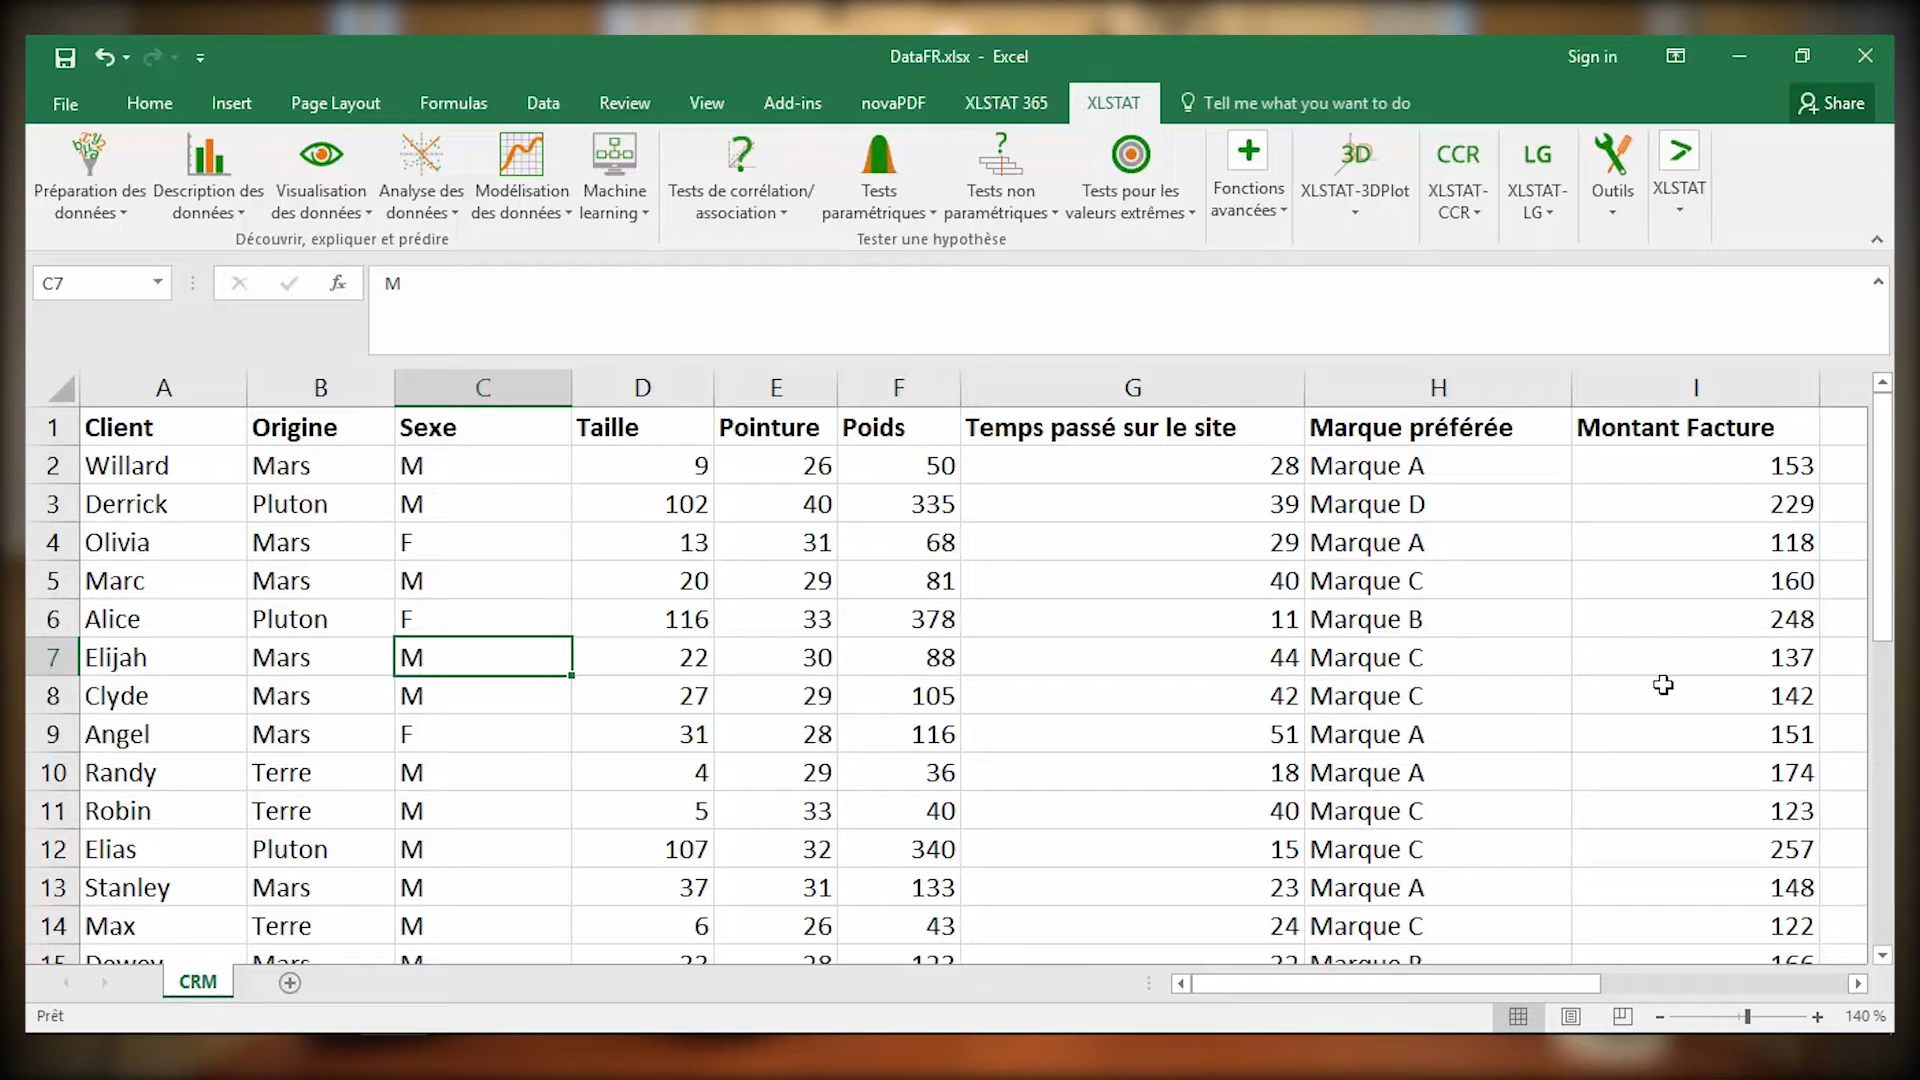 DataFR.xlsx - Excel
Sign in
File Home Insert Page Layout Formulas Data Review View Add-ins novaPDF XLSTAT 365 XLSTAT Tell me what you want to do Share
Préparation des données
Description des données
Visualisation des données
Analyse des données
Modélisation des données
Machine learning
Tests de corrélation/ association
Tests paramétriques
Tests non paramétriques
Tests pour les valeurs extrêmes
Fonctions avancées
3D XLSTAT-3DPlot
CCR XLSTAT-CCR
LG XLSTAT-LG
Outils
XLSTAT
Découvrir, expliquer et prédire
Tester une hypothèse
C7 fx M
A B C D E F G H I
1 Client Origine Sexe Taille Pointure Poids Temps passé sur le site Marque préférée Montant Facture
2 Willard Mars M 9 26 50 28 Marque A 153
3 Derrick Pluton M 102 40 335 39 Marque D 229
4 Olivia Mars F 13 31 68 29 Marque A 118
5 Marc Mars M 20 29 81 40 Marque C 160
6 Alice Pluton F 116 33 378 11 Marque B 248
7 Elijah Mars M 22 30 88 44 Marque C 137
8 Clyde Mars M 27 29 105 42 Marque C 142
9 Angel Mars F 31 28 116 51 Marque A 151
10 Randy Terre M 4 29 36 18 Marque A 174
11 Robin Terre M 5 33 40 40 Marque C 123
12 Elias Pluton M 107 32 340 15 Marque C 257
13 Stanley Mars M 37 31 133 23 Marque A 148
14 Max Terre M 6 26 43 24 Marque C 122
15 Dewey Mars M
CRM
Prêt
140 %